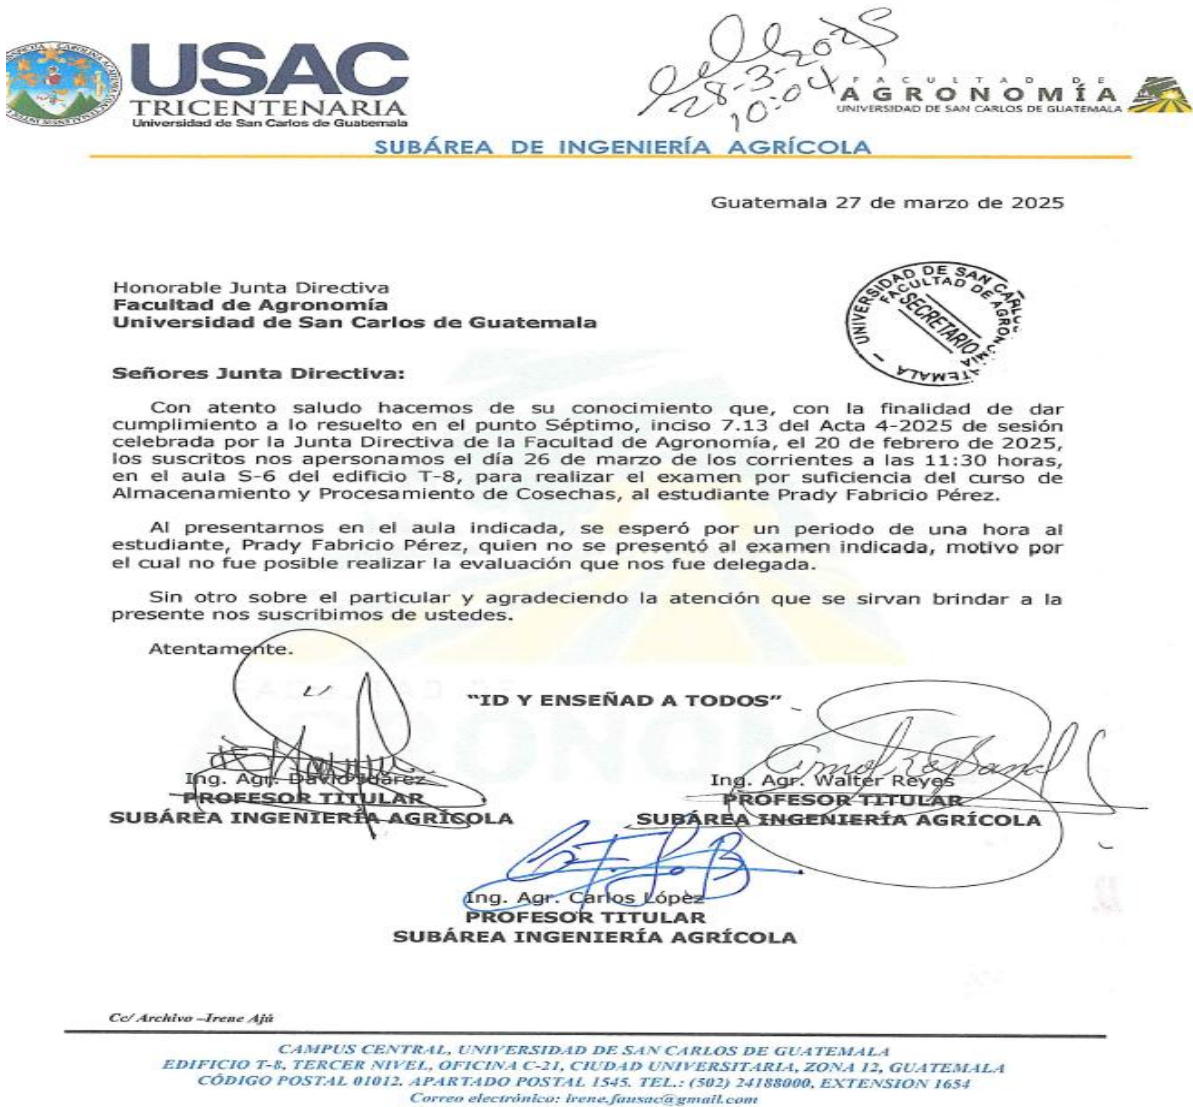 USAC
TRICENTENARIA
Universidad de San Carlos de Guatemala
2025
28-3-
10:04
FACULTAD DE
AGRONOMÍA
UNIVERSIDAD DE SAN CARLOS DE GUATEMALA
SUBÁREA DE INGENIERÍA AGRÍCOLA
Guatemala 27 de marzo de 2025
Honorable Junta Directiva
Facultad de Agronomía
Universidad de San Carlos de Guatemala
UNIVERSIDAD DE SAN CARLOS
FACULTAD DE AGRONOMIA
SECRETARIO
Señores Junta Directiva:
Con atento saludo hacemos de su conocimiento que, con la finalidad de dar
cumplimiento a lo resuelto en el punto Séptimo, inciso 7.13 del Acta 4-2025 de sesión
celebrada por la Junta Directiva de la Facultad de Agronomía, el 20 de febrero de 2025,
los suscritos nos apersonamos el día 26 de marzo de los corrientes a las 11:30 horas,
en el aula S-6 del edificio T-8, para realizar el examen por suficiencia del curso de
Almacenamiento y Procesamiento de Cosechas, al estudiante Prady Fabricio Pérez.
Al presentarnos en el aula indicada, se esperó por un periodo de una hora al
estudiante, Prady Fabricio Pérez, quien no se presentó al examen indicada, motivo por
el cual no fue posible realizar la evaluación que nos fue delegada.
Sin otro sobre el particular y agradeciendo la atención que se sirvan brindar a la
presente nos suscribimos de ustedes.
Atentamente.
"ID Y ENSEÑAD A TODOS"
Ing. Agr. David Juárez
PROFESOR TITULAR
SUBÁREA INGENIERÍA AGRÍCOLA
Ing. Agr. Walter Reyes
PROFESOR TITULAR
SUBÁREA INGENIERÍA AGRÍCOLA
Ing. Agr. Carlos López
PROFESOR TITULAR
SUBÁREA INGENIERÍA AGRÍCOLA
Cc/ Archivo –Irene Ajú
CAMPUS CENTRAL, UNIVERSIDAD DE SAN CARLOS DE GUATEMALA
EDIFICIO T-8, TERCER NIVEL, OFICINA C-21, CIUDAD UNIVERSITARIA, ZONA 12, GUATEMALA
CÓDIGO POSTAL 01012. APARTADO POSTAL 1545. TEL.: (502) 24188000, EXTENSION 1654
Correo electrónico: irene.fausac@gmail.com